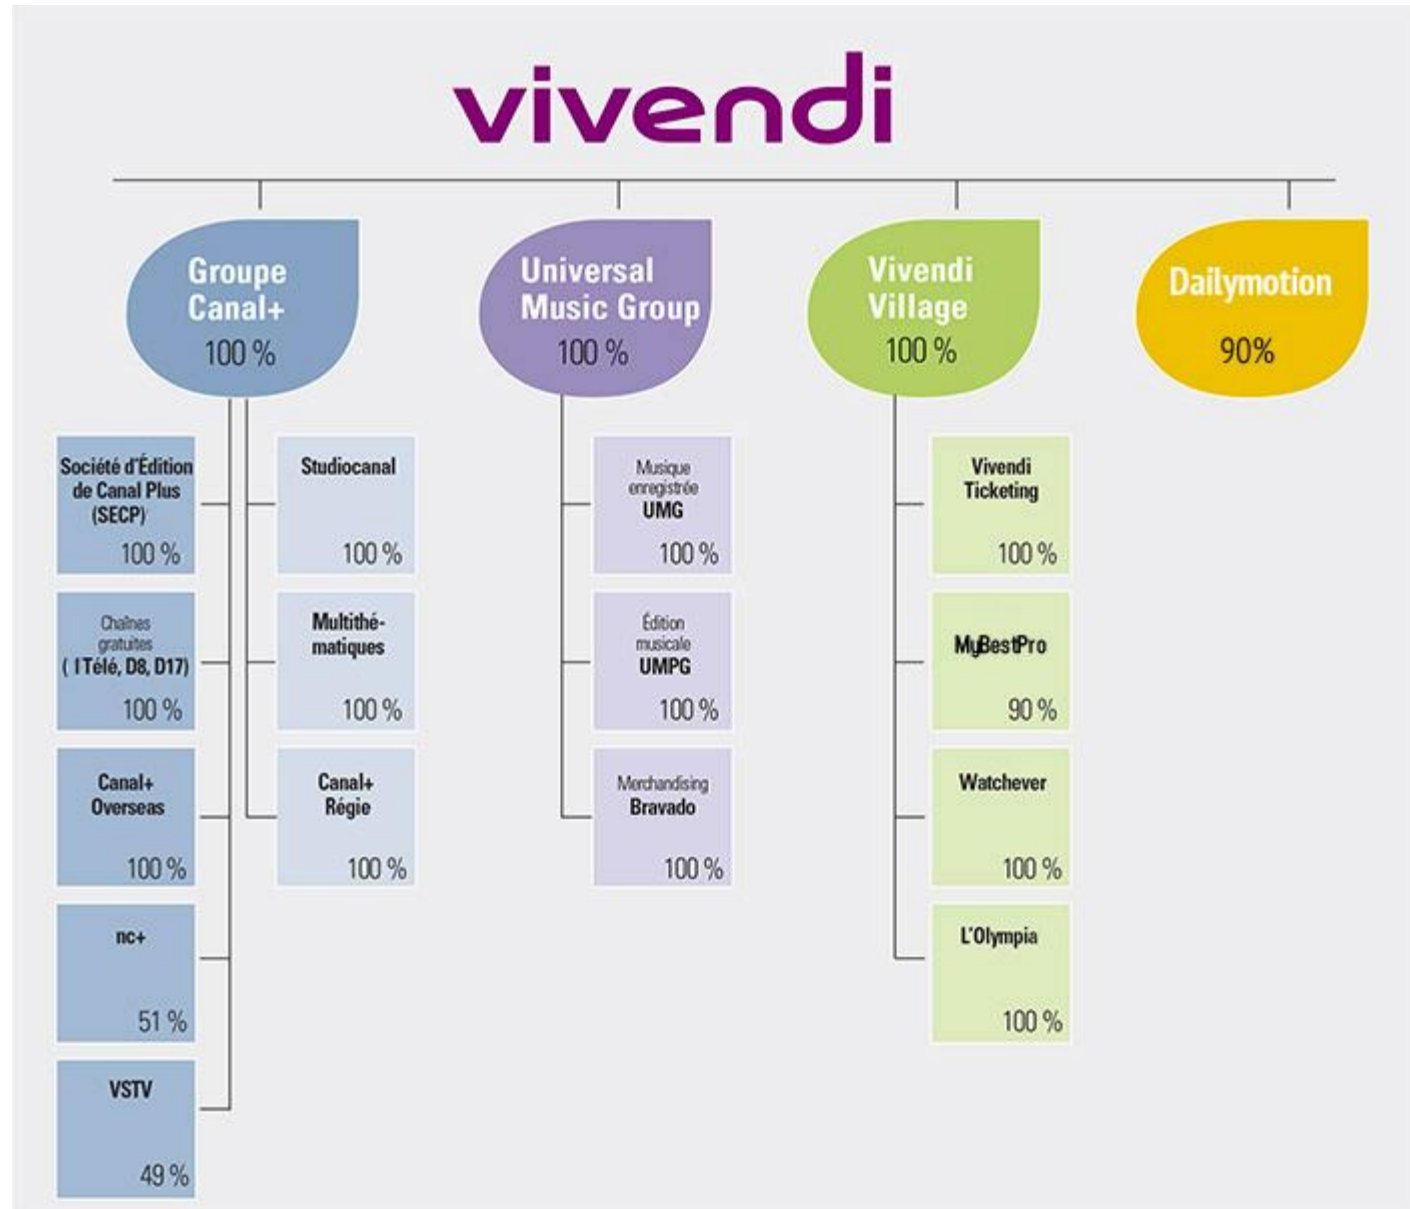 vivendi
Groupe
Canal+
100 %
Universal
Music Group
100 %
Vivendi
Village
100 %
Dailymotion
90%
Société d'Édition
de Canal Plus
(SECP)
100 %
Chaînes
gratuites
( I Télé, D8, D17)
100 %
Canal+
Overseas
100 %
nc+
51 %
VSTV
49 %
Studiocanal
100 %
Multithé-
matiques
100 %
Canal+
Régie
100 %
Musique
enregistrée
UMG
100 %
Édition
musicale
UMPG
100 %
Merchandising
Bravado
100 %
Vivendi
Ticketing
100 %
MyBestPro
90 %
Watchever
100 %
L'Olympia
100 %